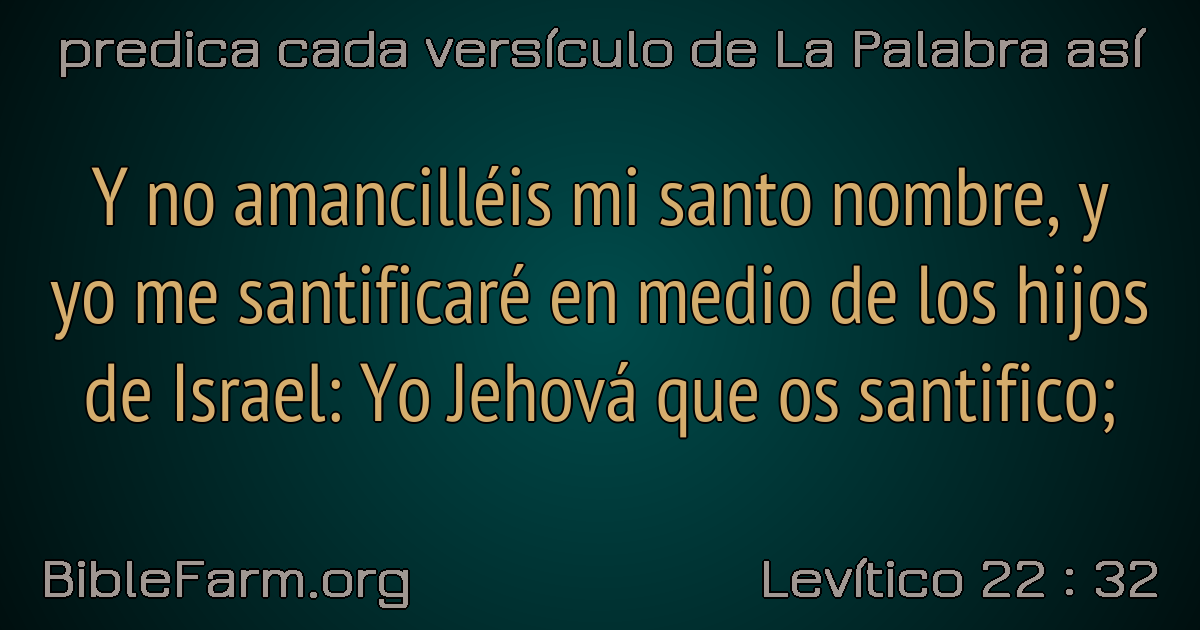 predica cada versículo de La Palabra así
Y no amancilléis mi santo nombre, y
yo me santificaré en medio de los hijos
de Israel: Yo Jehová que os santifico;
BibleFarm.org
Levítico 22 : 32